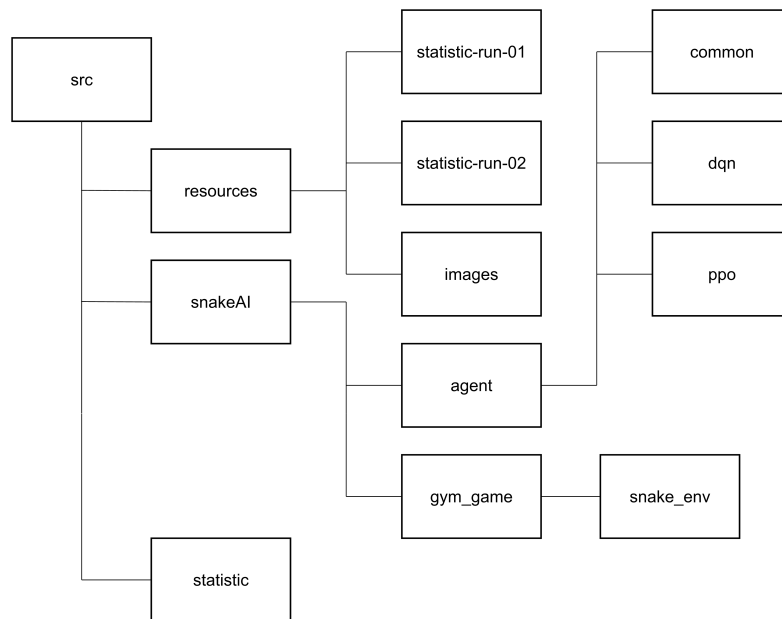 src
resources
statistic-run-01
statistic-run-02
images
snakeAI
agent
common
dqn
ppo
gym_game
snake_env
statistic